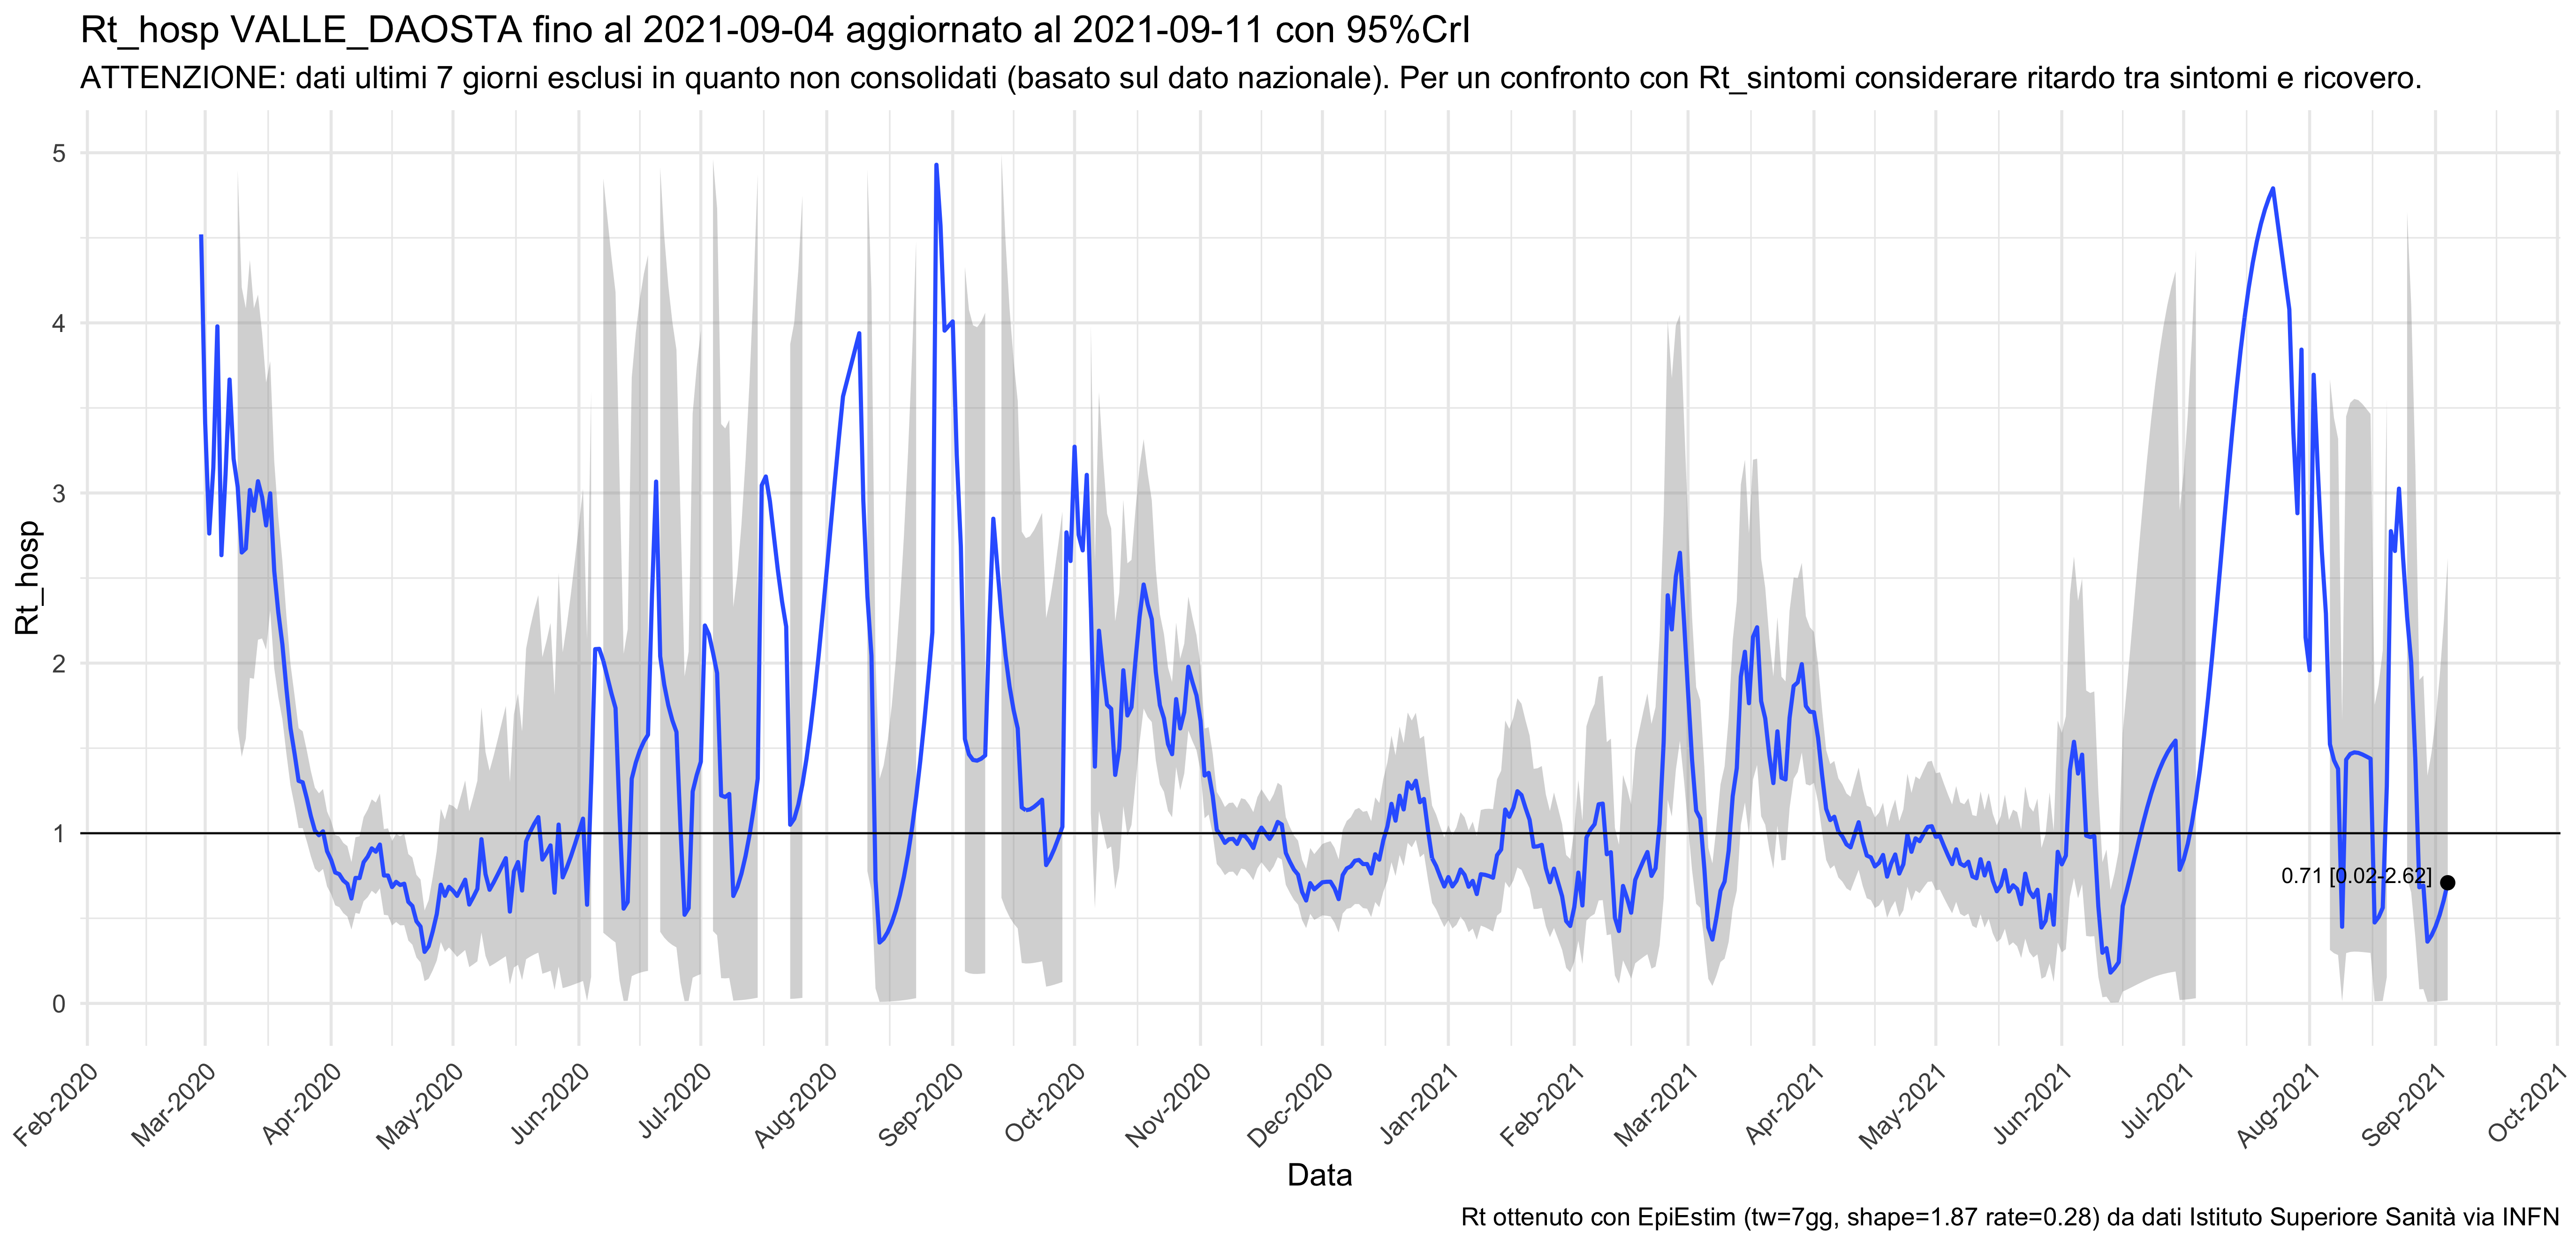 Rt_hosp VALLE_DAOSTA fino al 2021-09-04 aggiornato al 2021-09-11 con 95%CrI
ATTENZIONE: dati ultimi 7 giorni esclusi in quanto non consolidati (basato sul dato nazionale). Per un confronto con Rt_sintomi considerare ritardo tra sintomi e ricovero.
Rt_hosp
5
4
3
2
1
0
0.71 [0.02-2.62]
Feb-2020
Mar-2020
Apr-2020
May-2020
Jun-2020
Jul-2020
Aug-2020
Sep-2020
Oct-2020
Nov-2020
Dec-2020
Jan-2021
Feb-2021
Mar-2021
Apr-2021
May-2021
Jun-2021
Jul-2021
Aug-2021
Sep-2021
Oct-2021
Data
Rt ottenuto con EpiEstim (tw=7gg, shape=1.87 rate=0.28) da dati Istituto Superiore Sanità via INFN